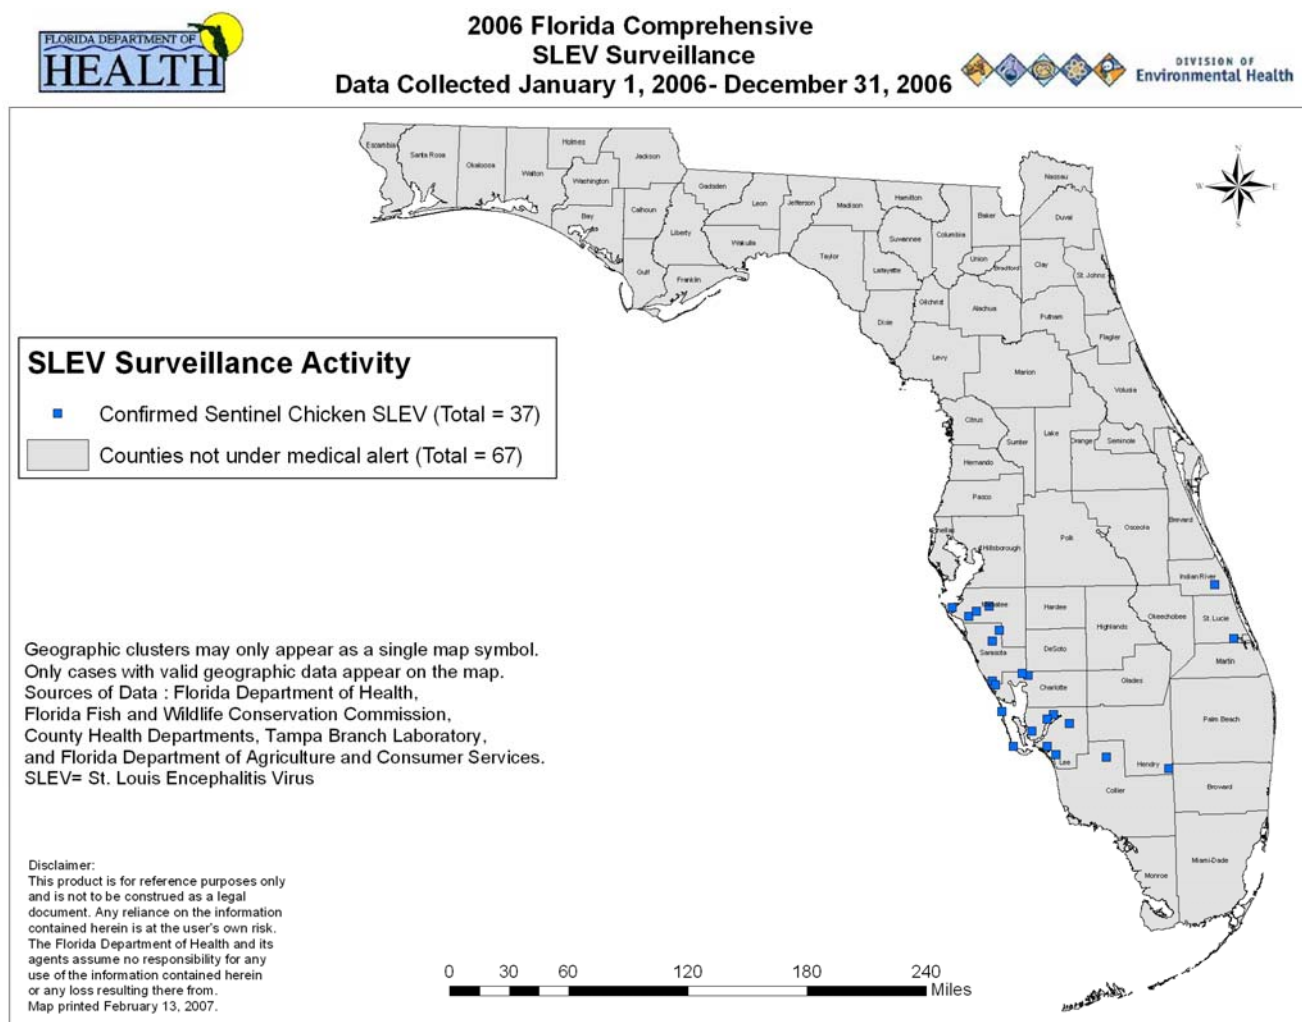 FLORIDA DEPARTMENT OF
HEALTH
2006 Florida Comprehensive
SLEV Surveillance
Data Collected January 1, 2006- December 31, 2006
DIVISION OF
Environmental Health
N
W
E
S
Escambia
Santa Rosa
Okaloosa
Walton
Holmes
Jackson
Washington
Bay
Calhoun
Gulf
Gadsden
Liberty
Franklin
Leon
Wakulla
Jefferson
Madison
Taylor
Hamilton
Suwannee
Lafayette
Dixie
Columbia
Baker
Nassau
Duval
Union
Bradford
Clay
St. Johns
Gilchrist
Alachua
Putnam
Flagler
Levy
Marion
Volusia
Citrus
Sumter
Lake
Orange
Seminole
Hernando
Pasco
Hillsborough
Polk
Osceola
Brevard
Indian River
Manatee
Hardee
Highlands
Okeechobee
St. Lucie
Sarasota
DeSoto
Martin
Charlotte
Glades
Palm Beach
Lee
Hendry
Collier
Broward
Monroe
Miami-Dade
SLEV Surveillance Activity
Confirmed Sentinel Chicken SLEV (Total = 37)
Counties not under medical alert (Total = 67)
Geographic clusters may only appear as a single map symbol.
Only cases with valid geographic data appear on the map.
Sources of Data : Florida Department of Health,
Florida Fish and Wildlife Conservation Commission,
County Health Departments, Tampa Branch Laboratory,
and Florida Department of Agriculture and Consumer Services.
SLEV= St. Louis Encephalitis Virus
Disclaimer:
This product is for reference purposes only
and is not to be construed as a legal
document. Any reliance on the information
contained herein is at the user's own risk.
The Florida Department of Health and its
agents assume no responsibility for any
use of the information contained herein
or any loss resulting there from.
Map printed February 13, 2007.
0 30 60 120 180 240
Miles